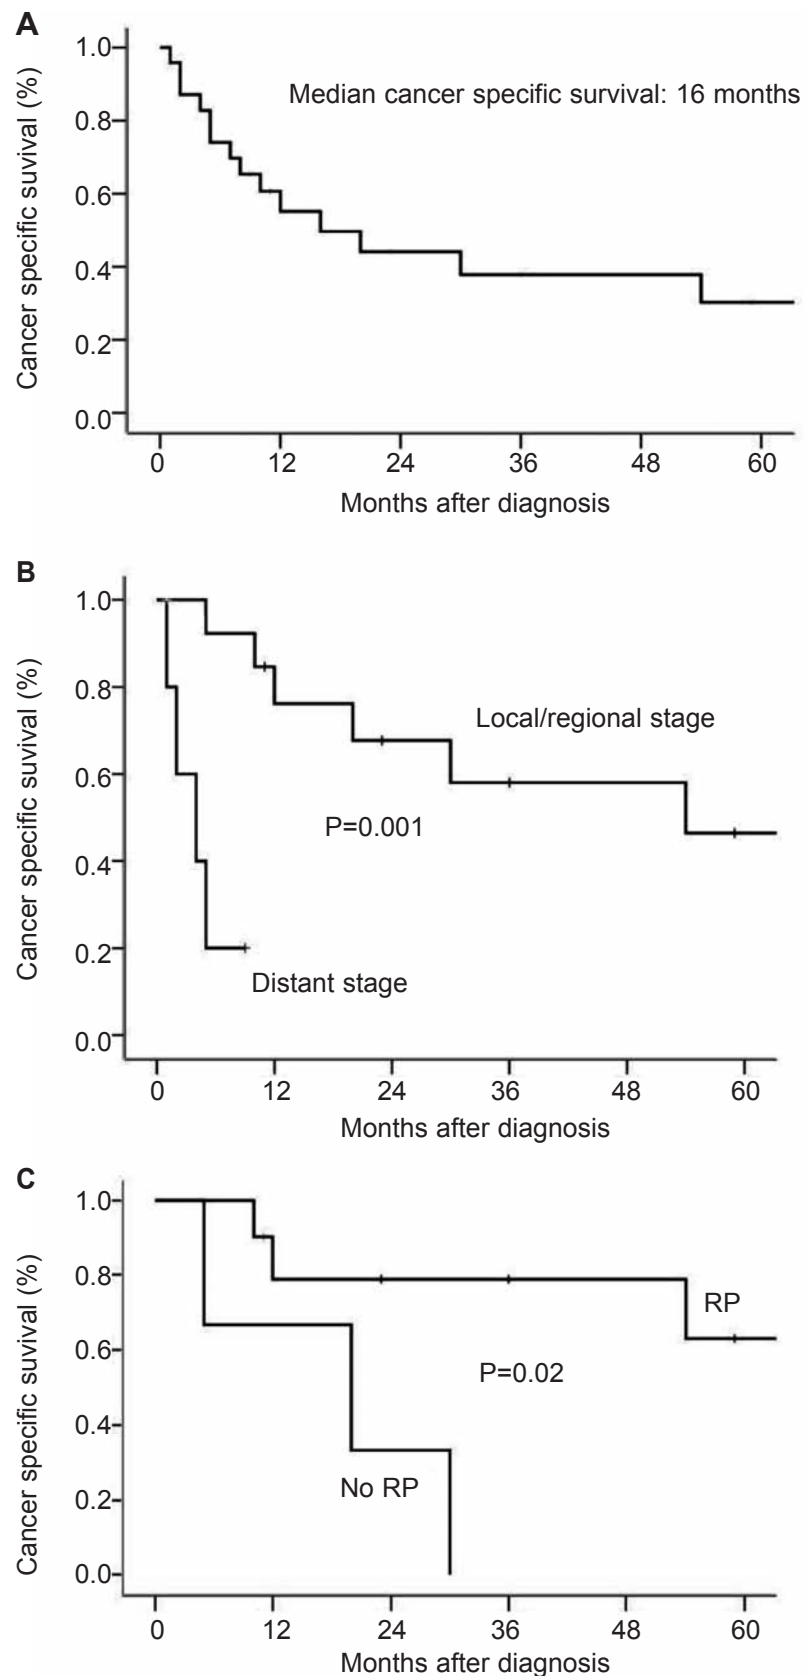 A
Cancer specific suvival (%)
1.0
0.8
0.6
0.4
0.2
0.0
Median cancer specific survival: 16 months
0 12 24 36 48 60
Months after diagnosis
B
Cancer specific suvival (%)
1.0
0.8
0.6
0.4
0.2
0.0
Local/regional stage
P=0.001
Distant stage
0 12 24 36 48 60
Months after diagnosis
C
Cancer specific suvival (%)
1.0
0.8
0.6
0.4
0.2
0.0
RP
P=0.02
No RP
0 12 24 36 48 60
Months after diagnosis